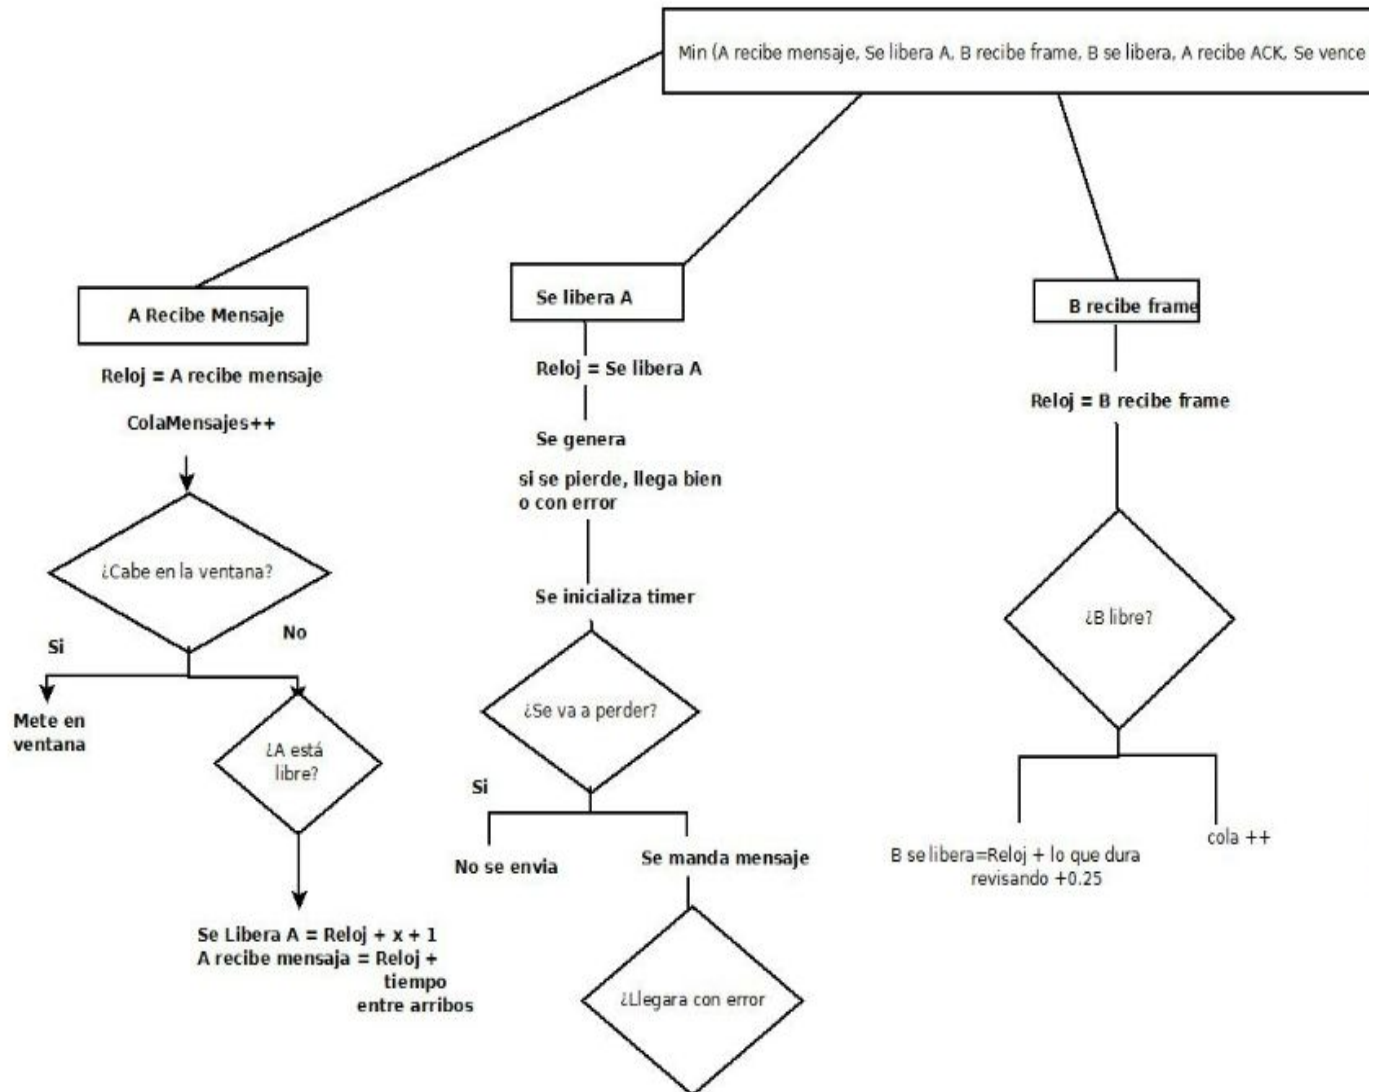 Min (A recibe mensaje, Se libera A, B recibe frame, B se libera, A recibe ACK, Se vence
A Recibe Mensaje
Reloj = A recibe mensaje
ColaMensajes++
¿Cabe en la ventana?
Si
No
Mete en
ventana
¿A está
libre?
Se Libera A = Reloj + x + 1
A recibe mensaja = Reloj +
tiempo
entre arribos
Se libera A
Reloj = Se libera A
Se genera
si se pierde, llega bien
o con error
Se inicializa timer
¿Se va a perder?
Si
No se envia
Se manda mensaje
¿Llegara con error
B recibe frame
Reloj = B recibe frame
¿B libre?
B se libera=Reloj + lo que dura
revisando +0.25
cola ++